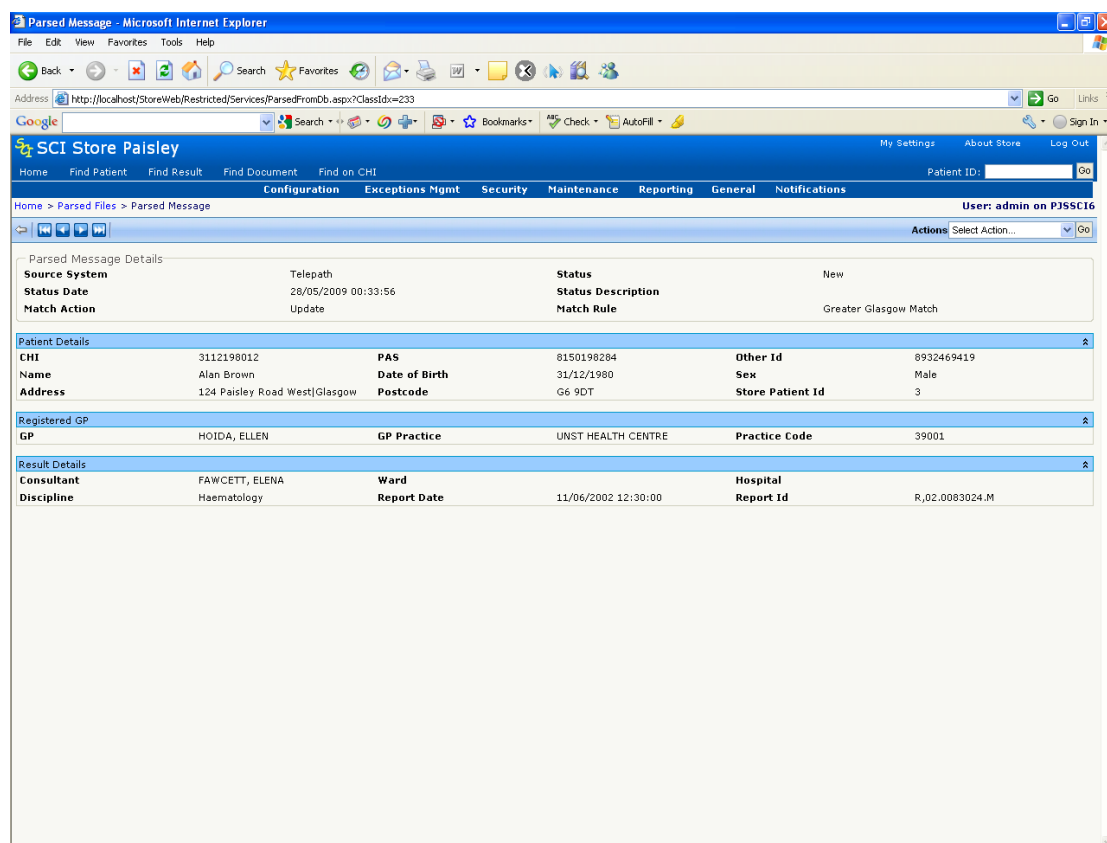 Parsed Message - Microsoft Internet Explorer
File Edit View Favorites Tools Help
Back Search Favorites
Address http://localhost/StoreWeb/Restricted/Services/ParsedFromDb.aspx?ClassIdx=233 Go Links
Google Search Bookmarks ABC Check AutoFill Sign In
SCI Store Paisley My Settings About Store Log Out
Home Find Patient Find Result Find Document Find on CHI Patient ID: Go
Configuration Exceptions Mgmt Security Maintenance Reporting General Notifications
Home > Parsed Files > Parsed Message User: admin on PJSSCI6
Actions Select Action... Go
Parsed Message Details
Source System Telepath Status New
Status Date 28/05/2009 00:33:56 Status Description
Match Action Update Match Rule Greater Glasgow Match
Patient Details
CHI 3112198012 PAS 8150198284 Other Id 8932469419
Name Alan Brown Date of Birth 31/12/1980 Sex Male
Address 124 Paisley Road West|Glasgow Postcode G6 9DT Store Patient Id 3
Registered GP
GP HOIDA, ELLEN GP Practice UNST HEALTH CENTRE Practice Code 39001
Result Details
Consultant FAWCETT, ELENA Ward Hospital
Discipline Haematology Report Date 11/06/2002 12:30:00 Report Id R,02.0083024.M